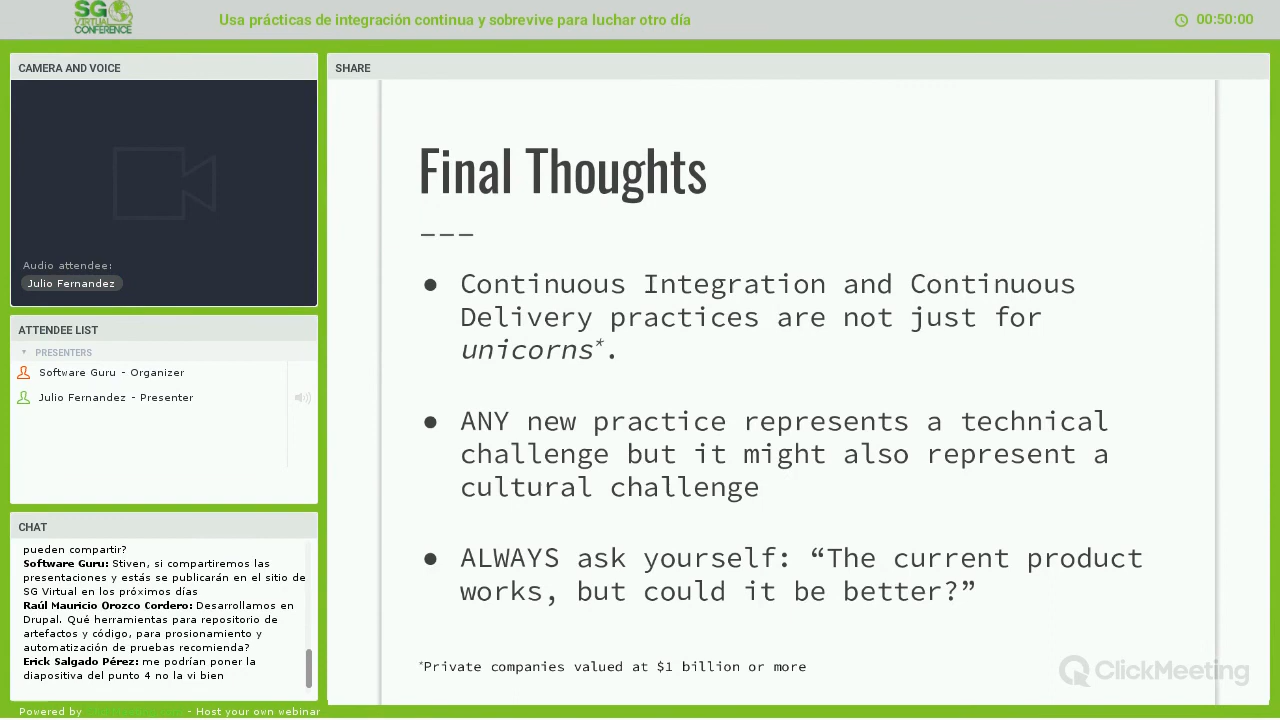 SG
VIRTUAL
CONFERENCE
Usa prácticas de integración continua y sobrevive para luchar otro día
00:50:00
CAMERA AND VOICE
Audio attendee:
Julio Fernandez
ATTENDEE LIST
PRESENTERS
Software Guru - Organizer
Julio Fernandez - Presenter
CHAT
pueden compartir?
Software Guru: Stiven, si compartiremos las
presentaciones y estás se publicarán en el sitio de
SG Virtual en los próximos días
Raúl Mauricio Orozco Cordero: Desarrollamos en
Drupal. Qué herramientas para repositorio de
artefactos y código, para prosionamiento y
automatización de pruebas recomienda?
Erick Salgado Pérez: me podrían poner la
diapositiva del punto 4 no la vi bien
Powered by - Host your own webinar
SHARE
Final Thoughts
---
● Continuous Integration and Continuous
Delivery practices are not just for
unicorns*.
● ANY new practice represents a technical
challenge but it might also represent a
cultural challenge
● ALWAYS ask yourself: “The current product
works, but could it be better?”
*Private companies valued at $1 billion or more
ClickMeeting